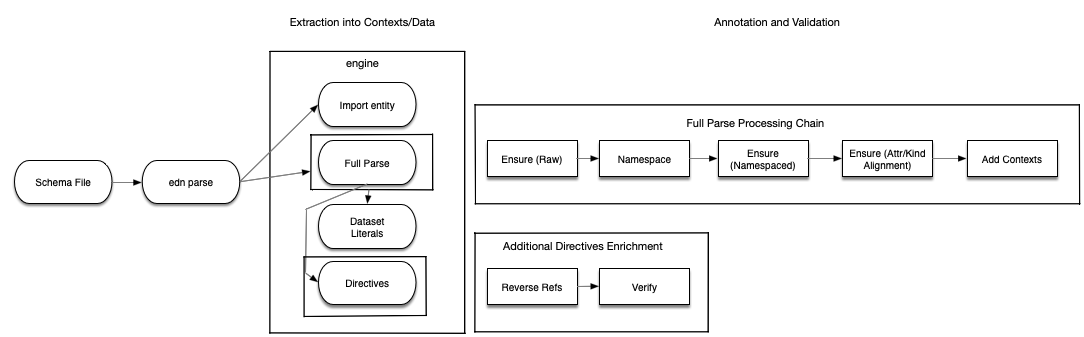 Extraction into Contexts/Data
Annotation and Validation
engine
Import entity
Full Parse
Schema File
edn parse
Dataset
Literals
Directives
Full Parse Processing Chain
Ensure (Raw)
Namespace
Ensure
(Namespaced)
Ensure (Attr/Kind
Alignment)
Add Contexts
Additional Directives Enrichment
Reverse Refs
Verify